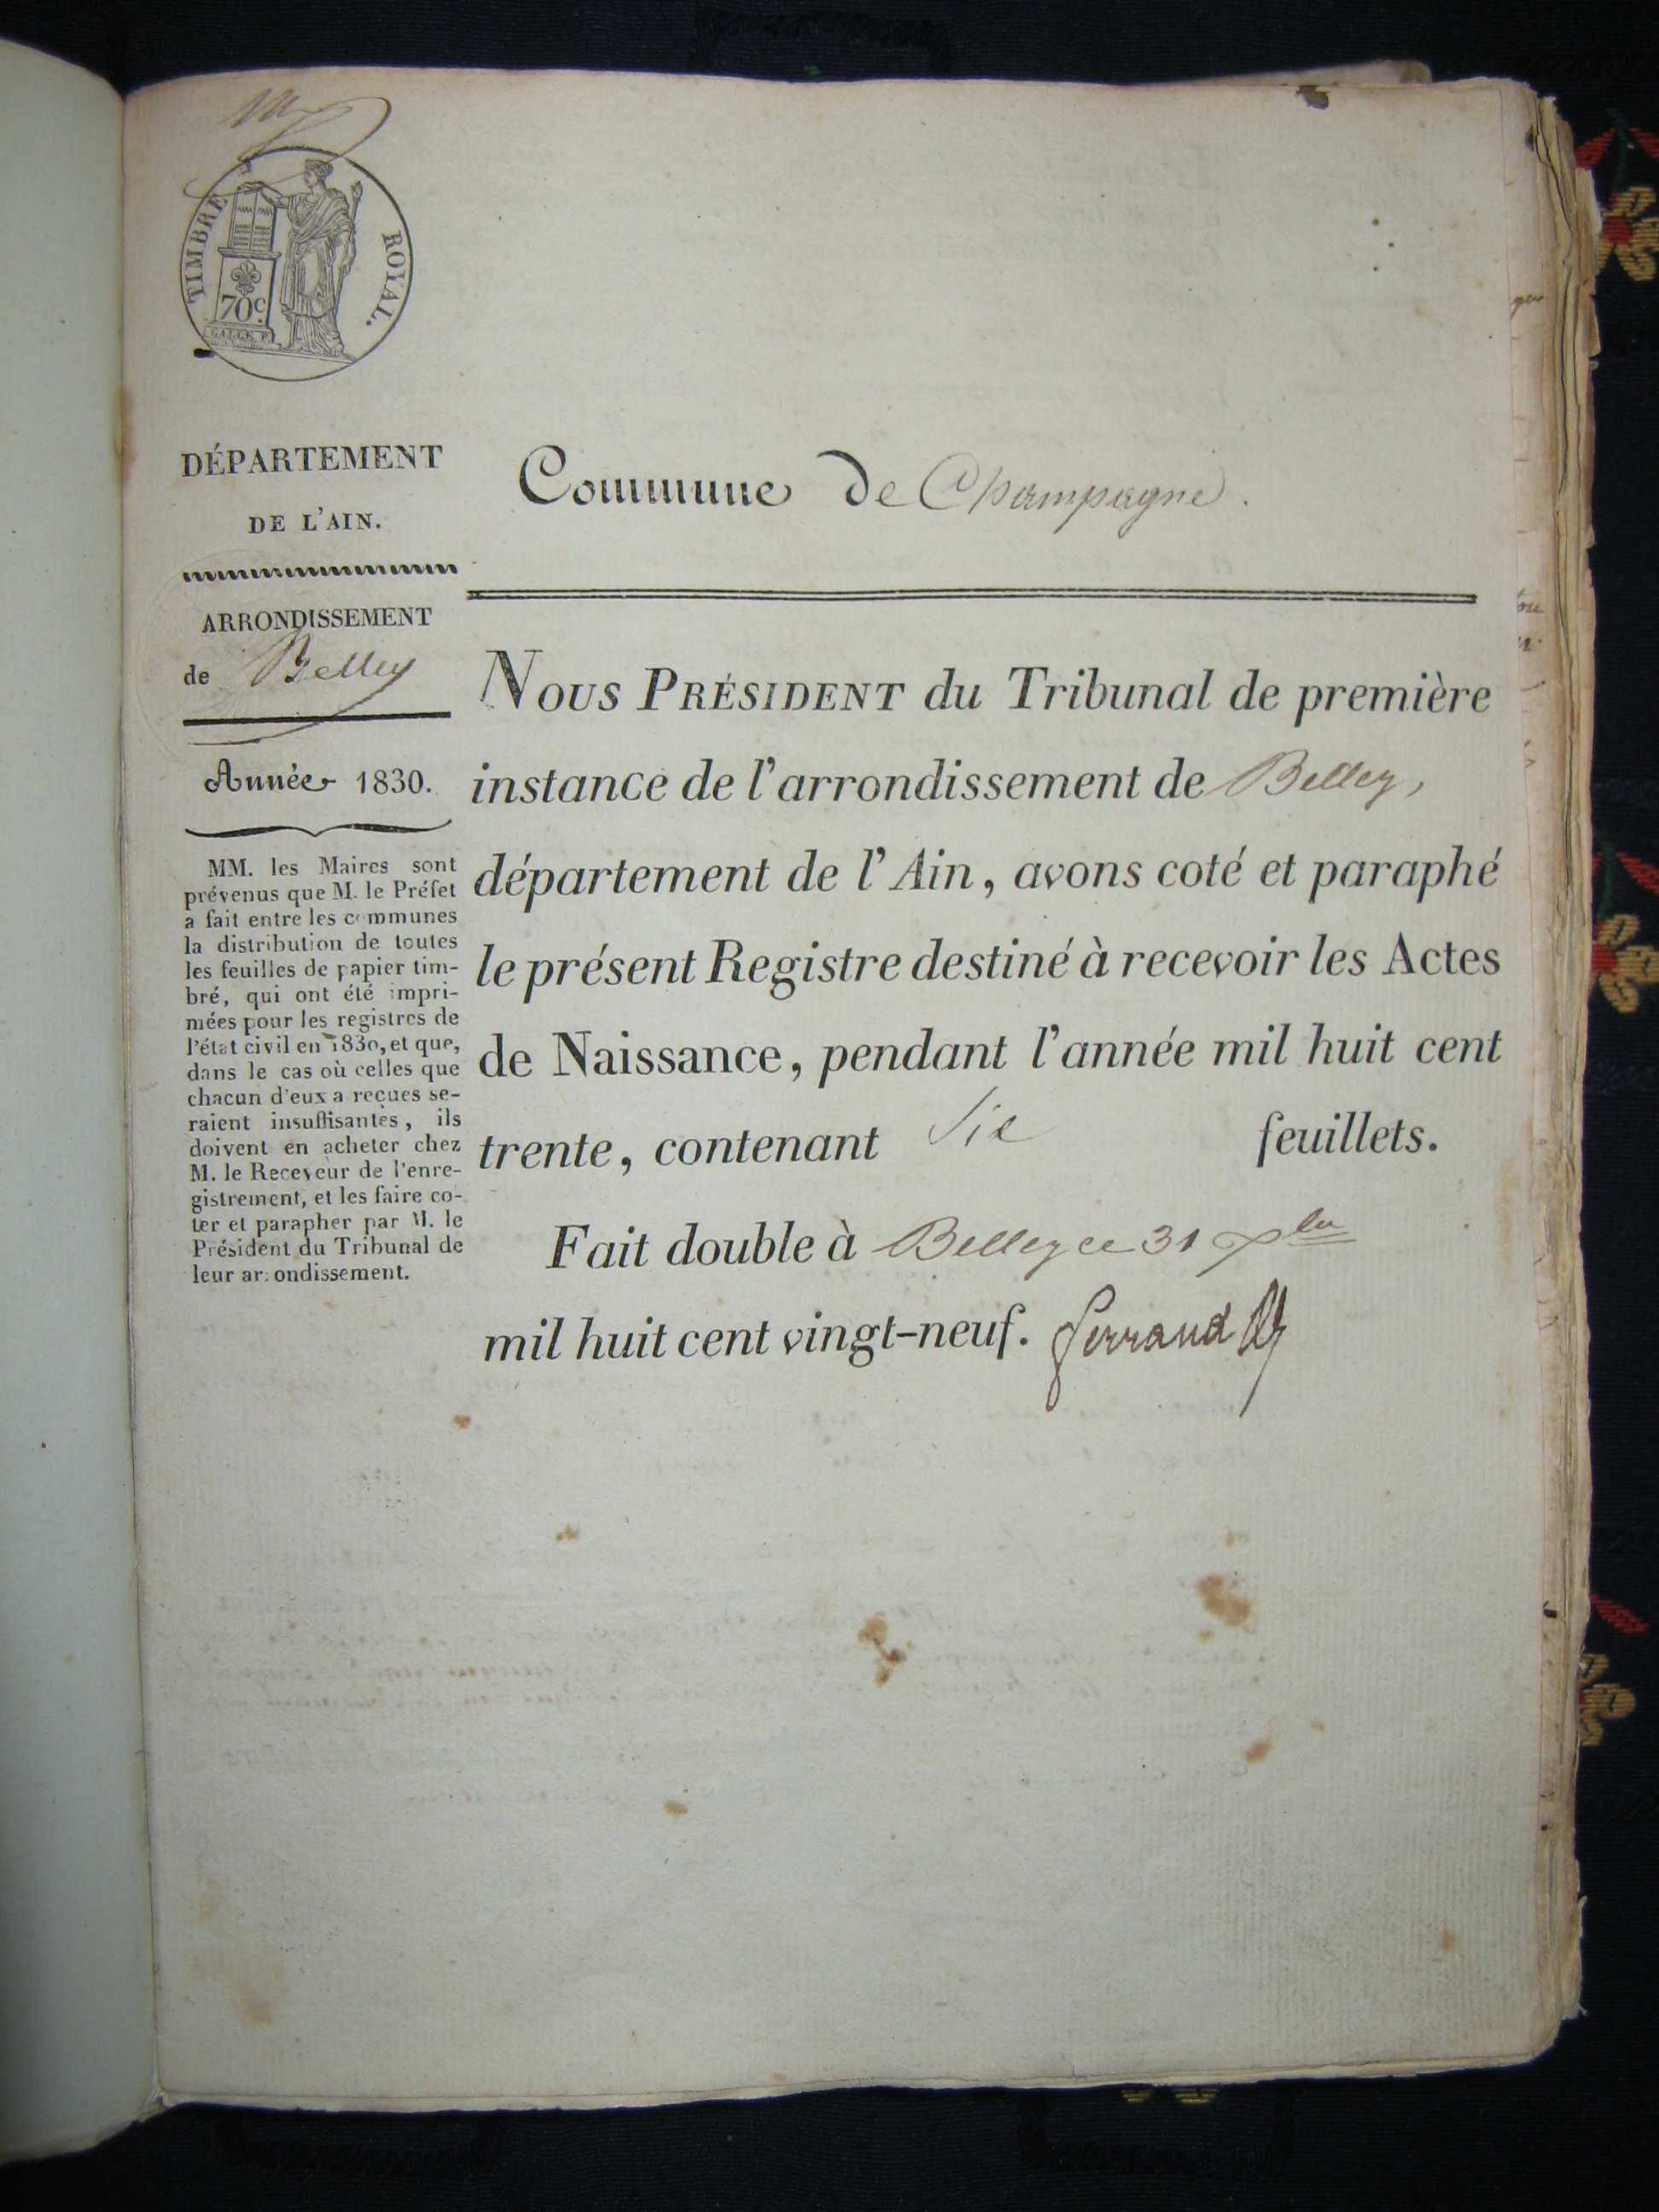 TIMBRE ROYAL.
70c.
DÉPARTEMENT
DE L'AIN.
ARRONDISSEMENT
de Belley
Année 1830.
MM. les Maires sont
prévenus que M. le Préfet
a fait entre les communes
la distribution de toutes
les feuilles de papier tim-
bré, qui ont été impri-
mées pour les registres de
l'état civil en 1830, et que,
dans le cas où celles que
chacun d'eux a reçues se-
raient insuffisantes, ils
doivent en acheter chez
M. le Receveur de l'enre-
gistrement, et les faire co-
ter et parapher par M. le
Président du Tribunal de
leur arrondissement.
Commune de Champagne.
NOUS PRÉSIDENT du Tribunal de première
instance de l'arrondissement de Belley,
département de l'Ain, avons coté et paraphé
le présent Registre destiné à recevoir les Actes
de Naissance, pendant l'année mil huit cent
trente, contenant Six feuillets.
Fait double à Belley ce 31 Xbre
mil huit cent vingt-neuf. Ferrand